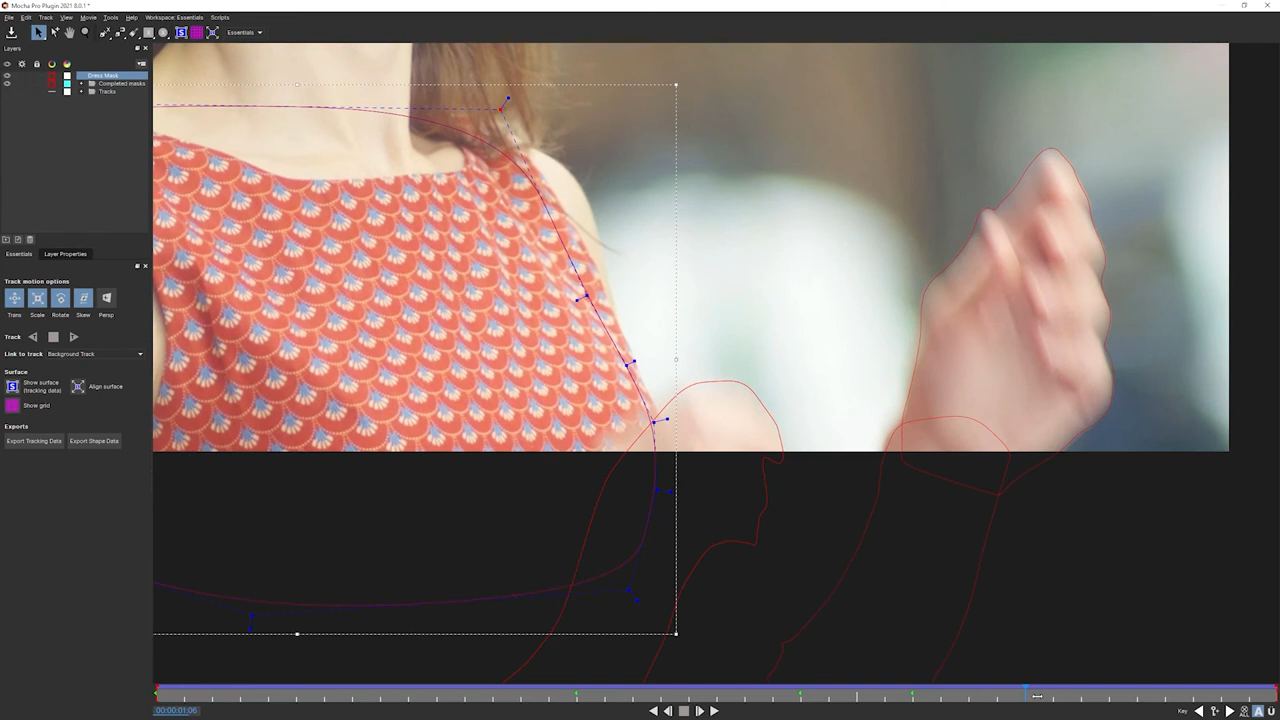 Mocha Pro Plugin 2021 8.0.1 *
File Edit Track View Movie Tools Help Workspace: Essentials Scripts
Essentials
Layers
Dress Mask
Completed masks
Tracks
Essentials Layer Properties
Track motion options
Trans Scale Rotate Skew Persp
Track
Link to track Background Track
Surface
Show surface
(tracking data)
Align surface
Show grid
Exports
Export Tracking Data Export Shape Data
00:00:01:06
Key
A